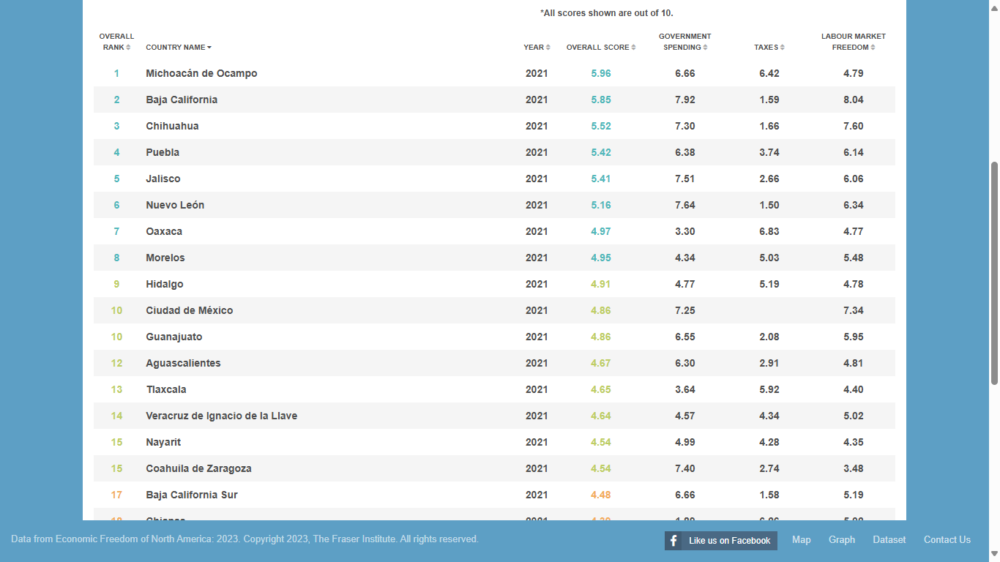 *All scores shown are out of 10.
OVERALL RANK COUNTRY NAME YEAR OVERALL SCORE GOVERNMENT SPENDING TAXES LABOUR MARKET FREEDOM
1 Michoacán de Ocampo 2021 5.96 6.66 6.42 4.79
2 Baja California 2021 5.85 7.92 1.59 8.04
3 Chihuahua 2021 5.52 7.30 1.66 7.60
4 Puebla 2021 5.42 6.38 3.74 6.14
5 Jalisco 2021 5.41 7.51 2.66 6.06
6 Nuevo León 2021 5.16 7.64 1.50 6.34
7 Oaxaca 2021 4.97 3.30 6.83 4.77
8 Morelos 2021 4.95 4.34 5.03 5.48
9 Hidalgo 2021 4.91 4.77 5.19 4.78
10 Ciudad de México 2021 4.86 7.25 7.34
10 Guanajuato 2021 4.86 6.55 2.08 5.95
12 Aguascalientes 2021 4.67 6.30 2.91 4.81
13 Tlaxcala 2021 4.65 3.64 5.92 4.40
14 Veracruz de Ignacio de la Llave 2021 4.64 4.57 4.34 5.02
15 Nayarit 2021 4.54 4.99 4.28 4.35
15 Coahuila de Zaragoza 2021 4.54 7.40 2.74 3.48
17 Baja California Sur 2021 4.48 6.66 1.58 5.19
18 Chiapas 2021
Data from Economic Freedom of North America: 2023. Copyright 2023, The Fraser Institute. All rights reserved.
Like us on Facebook Map Graph Dataset Contact Us